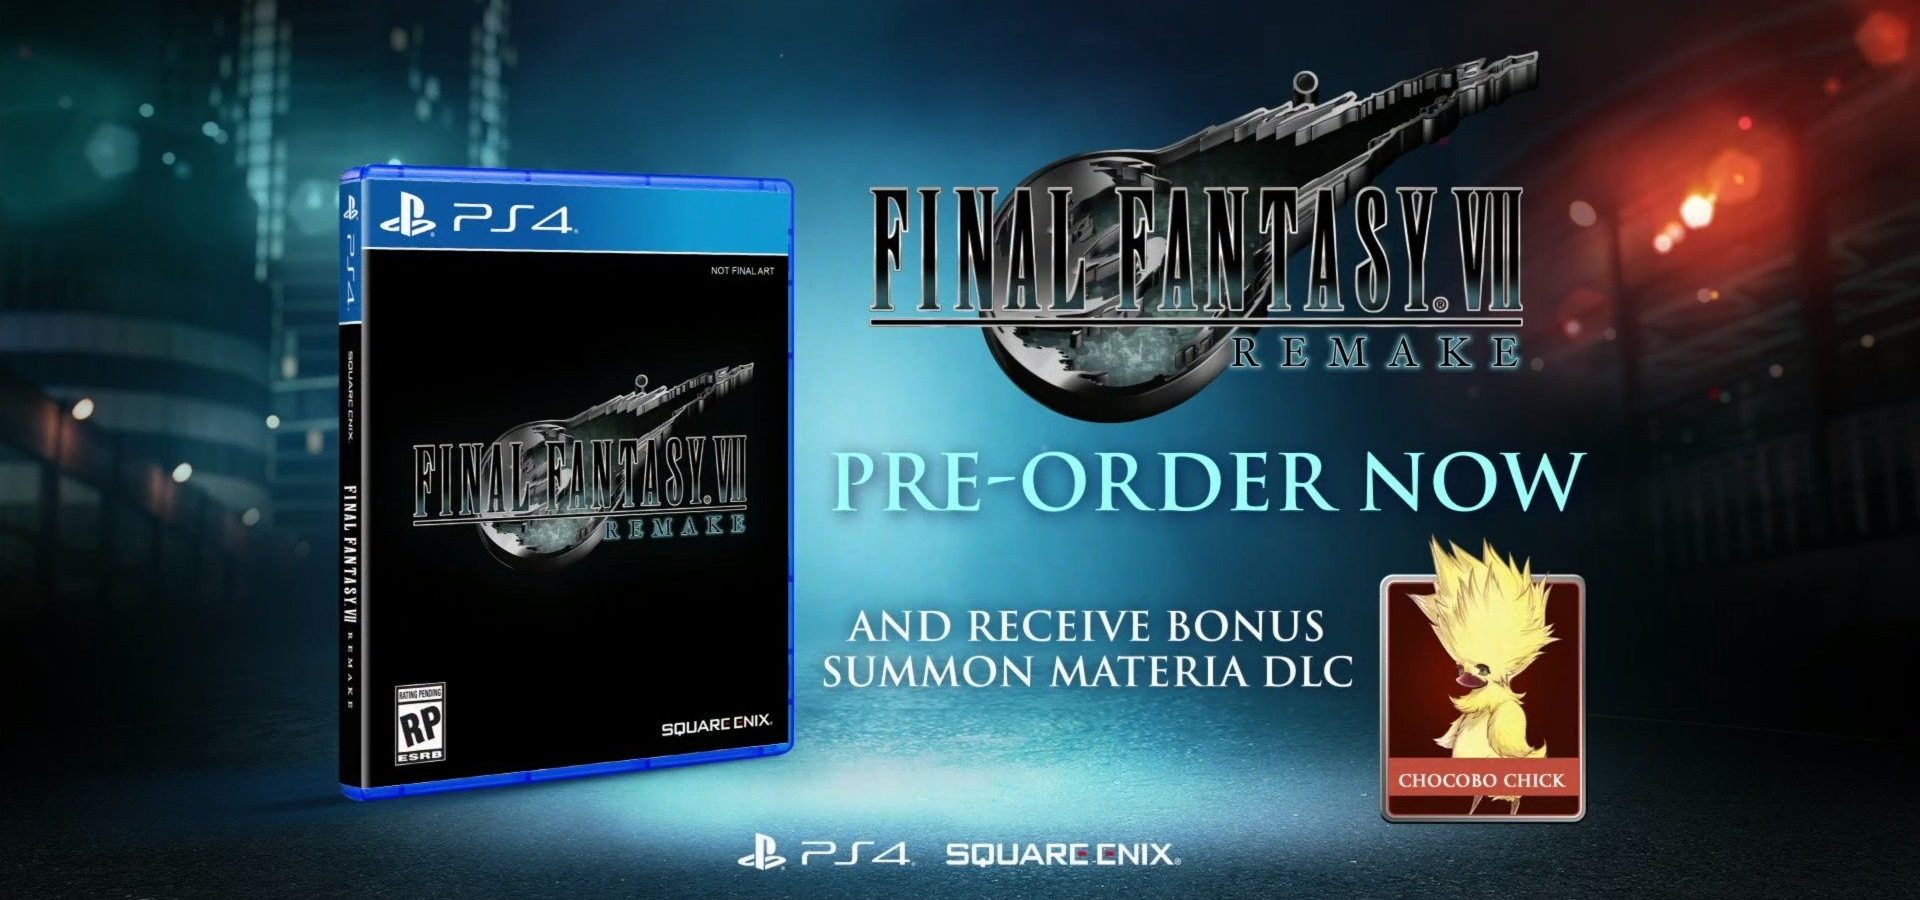 PS4
NOT FINAL ART
FINAL FANTASY. VII
REMAKE
RATING PENDING
RP
ESRB
SQUARE ENIX.
PS4
SQUARE ENIX
FINAL FANTASY. VII REMAKE
FINAL FANTASY®. VII
REMAKE
PRE-ORDER NOW
AND RECEIVE BONUS
SUMMON MATERIA DLC
CHOCOBO CHICK
PS4
SQUARE ENIX.